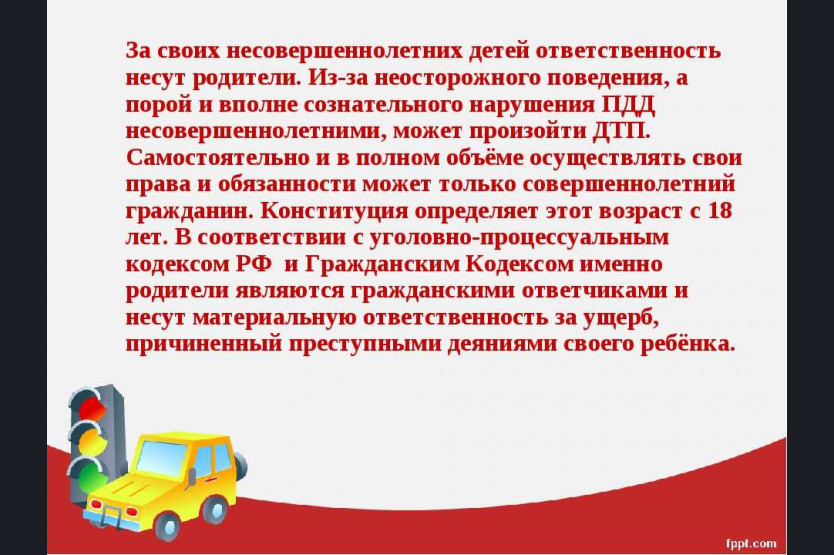 За своих несовершеннолетних детей ответственность
несут родители. Из-за неосторожного поведения, а
порой и вполне сознательного нарушения ПДД
несовершеннолетними, может произойти ДТП.
Самостоятельно и в полном объёме осуществлять свои
права и обязанности может только совершеннолетний
гражданин. Конституция определяет этот возраст с 18
лет. В соответствии с уголовно-процессуальным
кодексом РФ  и Гражданским Кодексом именно
родители являются гражданскими ответчиками и
несут материальную ответственность за ущерб,
причиненный преступными деяниями своего ребёнка.
fppt.com